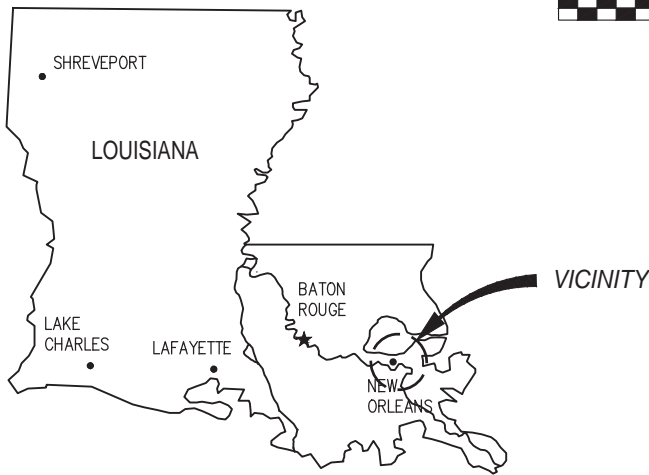 SHREVEPORT
LOUISIANA
BATON
ROUGE
VICINITY
LAKE
CHARLES
LAFAYETTE
NEW
ORLEANS